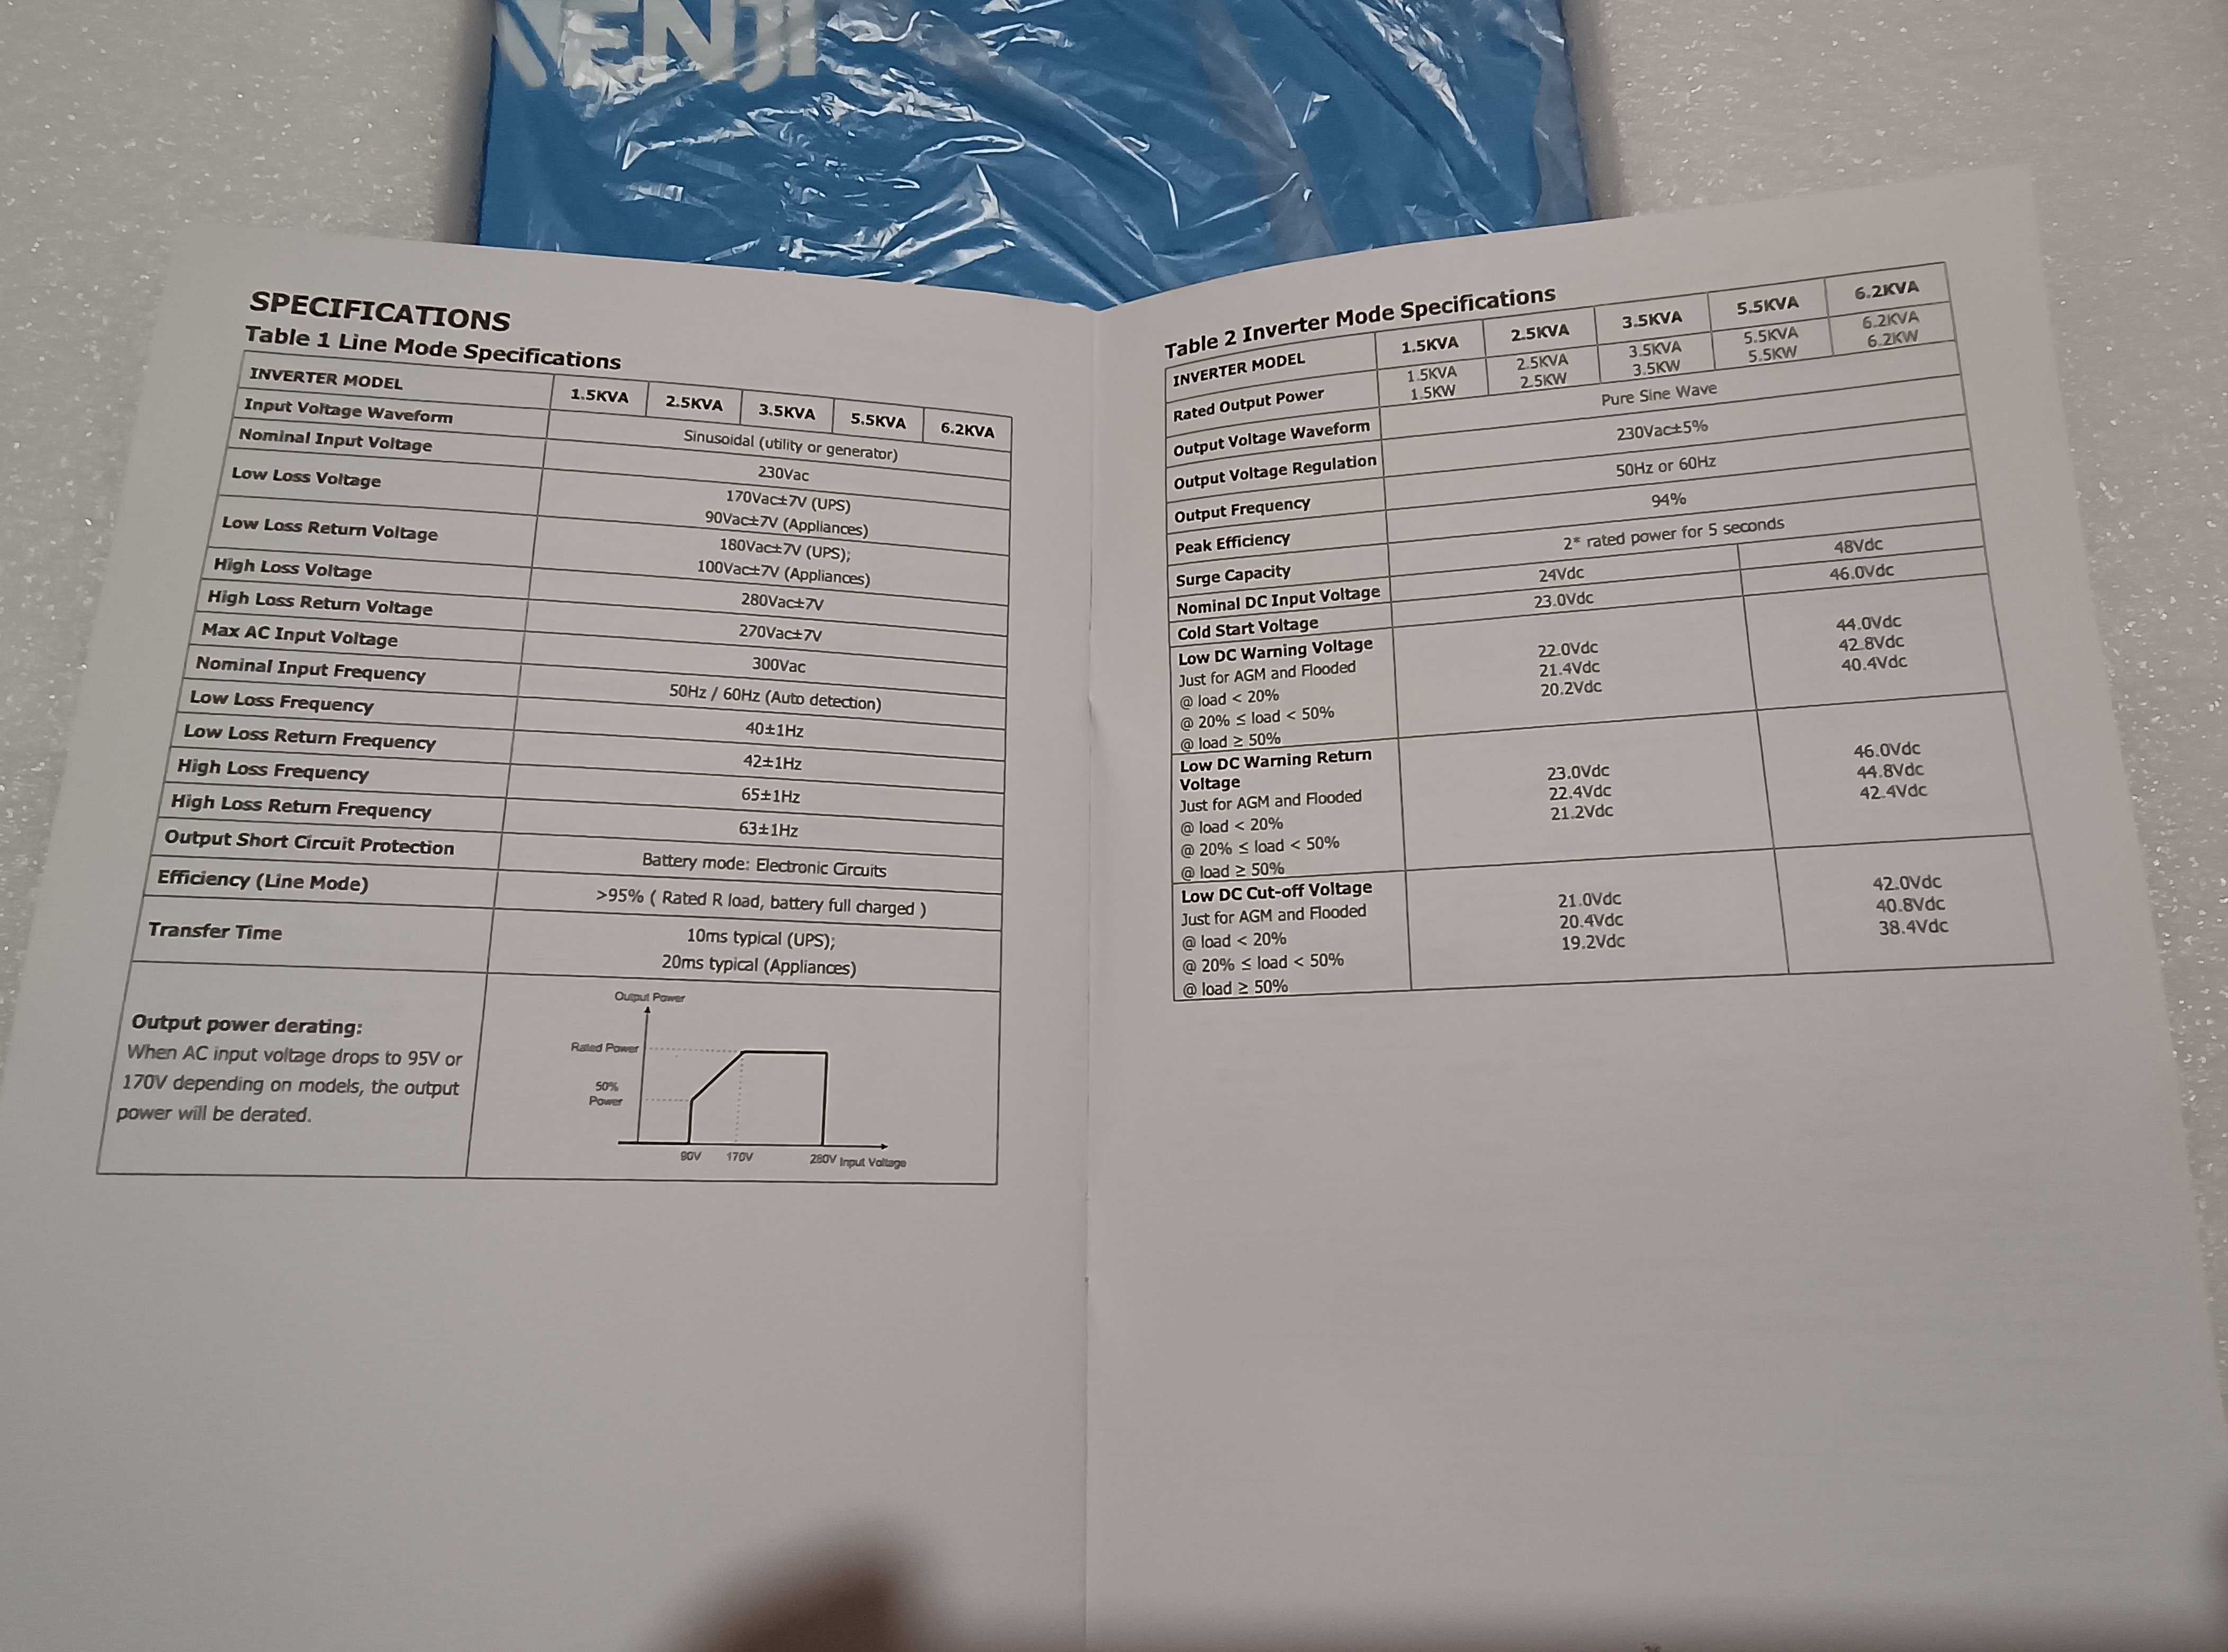 ENJI
SPECIFICATIONS
Table 1 Line Mode Specifications
INVERTER MODEL 1.5KVA 2.5KVA 3.5KVA 5.5KVA 6.2KVA
Input Voltage Waveform Sinusoidal (utility or generator)
Nominal Input Voltage 230Vac
Low Loss Voltage 170Vac±7V (UPS)
90Vac±7V (Appliances)
Low Loss Return Voltage 180Vac±7V (UPS);
100Vac±7V (Appliances)
High Loss Voltage 280Vac±7V
High Loss Return Voltage 270Vac±7V
Max AC Input Voltage 300Vac
Nominal Input Frequency 50Hz / 60Hz (Auto detection)
Low Loss Frequency 40±1Hz
Low Loss Return Frequency 42±1Hz
High Loss Frequency 65±1Hz
High Loss Return Frequency 63±1Hz
Output Short Circuit Protection Battery mode: Electronic Circuits
Efficiency (Line Mode) >95% ( Rated R load, battery full charged )
Transfer Time 10ms typical (UPS);
20ms typical (Appliances)
Output power derating:
When AC input voltage drops to 95V or
170V depending on models, the output
power will be derated.
Output Power
Rated Power
50%
Power
90V 170V 280V Input Voltage
Table 2 Inverter Mode Specifications
INVERTER MODEL 1.5KVA 2.5KVA 3.5KVA 5.5KVA 6.2KVA
Rated Output Power 1.5KVA 2.5KVA 3.5KVA 5.5KVA 6.2KVA
1.5KW 2.5KW 3.5KW 5.5KW 6.2KW
Output Voltage Waveform Pure Sine Wave
Output Voltage Regulation 230Vac±5%
Output Frequency 50Hz or 60Hz
Peak Efficiency 94%
Surge Capacity 2* rated power for 5 seconds
Nominal DC Input Voltage 24Vdc 48Vdc
Cold Start Voltage 23.0Vdc 46.0Vdc
Low DC Warning Voltage
Just for AGM and Flooded
@ load < 20% 22.0Vdc 44.0Vdc
@ 20% ≤ load < 50% 21.4Vdc 42.8Vdc
@ load ≥ 50% 20.2Vdc 40.4Vdc
Low DC Warning Return
Voltage
Just for AGM and Flooded
@ load < 20% 23.0Vdc 46.0Vdc
@ 20% ≤ load < 50% 22.4Vdc 44.8Vdc
@ load ≥ 50% 21.2Vdc 42.4Vdc
Low DC Cut-off Voltage
Just for AGM and Flooded
@ load < 20% 21.0Vdc 42.0Vdc
@ 20% ≤ load < 50% 20.4Vdc 40.8Vdc
@ load ≥ 50% 19.2Vdc 38.4Vdc